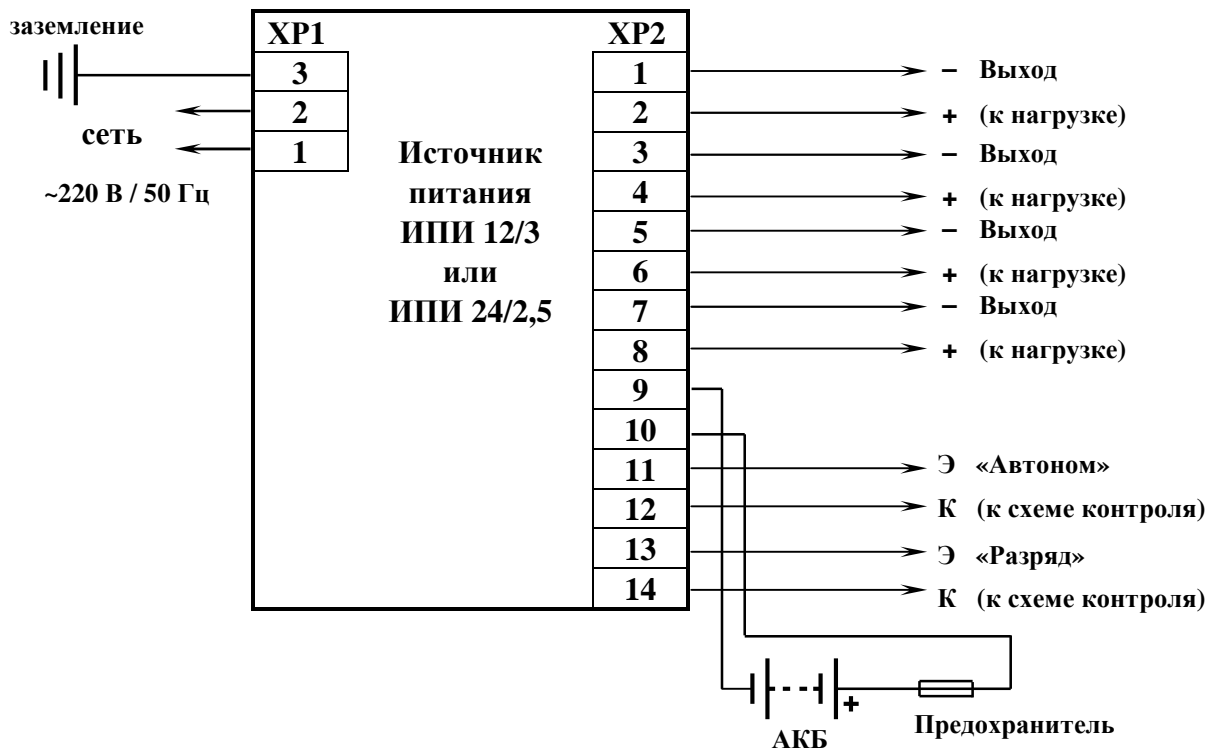 заземление
ХР1
3
2
1
сеть
~220 В / 50 Гц
Источник
питания
ИПИ 12/3
или
ИПИ 24/2,5
ХР2
1
2
3
4
5
6
7
8
9
10
11
12
13
14
– Выход
+ (к нагрузке)
– Выход
+ (к нагрузке)
– Выход
+ (к нагрузке)
– Выход
+ (к нагрузке)
Э «Автоном»
К (к схеме контроля)
Э «Разряд»
К (к схеме контроля)
+
АКБ
Предохранитель